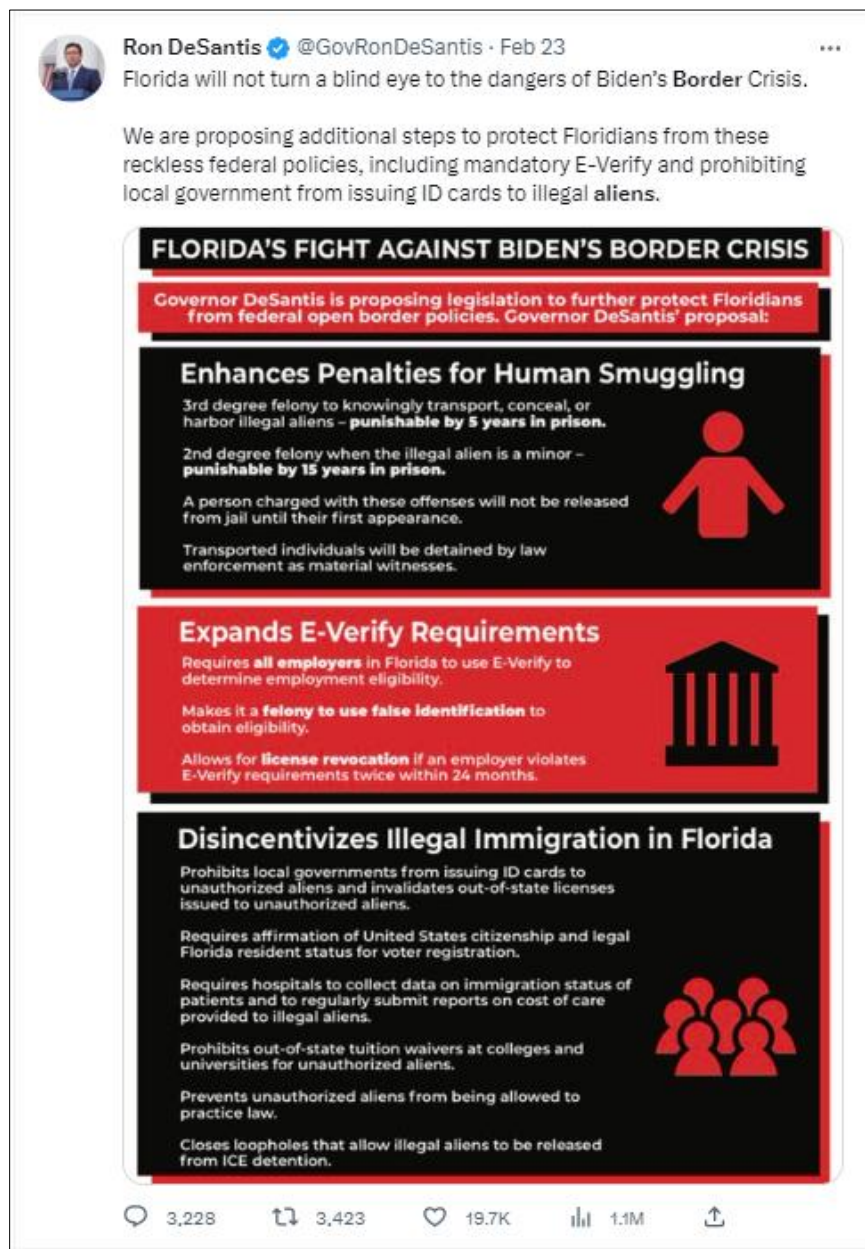 Ron DeSantis @GovRonDeSantis · Feb 23
Florida will not turn a blind eye to the dangers of Biden's Border Crisis.
We are proposing additional steps to protect Floridians from these
reckless federal policies, including mandatory E-Verify and prohibiting
local government from issuing ID cards to illegal aliens.
FLORIDA'S FIGHT AGAINST BIDEN'S BORDER CRISIS
Governor DeSantis is proposing legislation to further protect Floridians
from federal open border policies. Governor DeSantis' proposal:
Enhances Penalties for Human Smuggling
3rd degree felony to knowingly transport, conceal, or
harbor illegal aliens – punishable by 5 years in prison.
2nd degree felony when the illegal alien is a minor –
punishable by 15 years in prison.
A person charged with these offenses will not be released
from jail until their first appearance.
Transported individuals will be detained by law
enforcement as material witnesses.
Expands E-Verify Requirements
Requires all employers in Florida to use E-Verify to
determine employment eligibility.
Makes it a felony to use false identification to
obtain eligibility.
Allows for license revocation if an employer violates
E-Verify requirements twice within 24 months.
Disincentivizes Illegal Immigration in Florida
Prohibits local governments from issuing ID cards to
unauthorized aliens and invalidates out-of-state licenses
issued to unauthorized aliens.
Requires affirmation of United States citizenship and legal
Florida resident status for voter registration.
Requires hospitals to collect data on immigration status of
patients and to regularly submit reports on cost of care
provided to illegal aliens.
Prohibits out-of-state tuition waivers at colleges and
universities for unauthorized aliens.
Prevents unauthorized aliens from being allowed to
practice law.
Closes loopholes that allow illegal aliens to be released
from ICE detention.
3,228 3,423 19.7K 1.1M